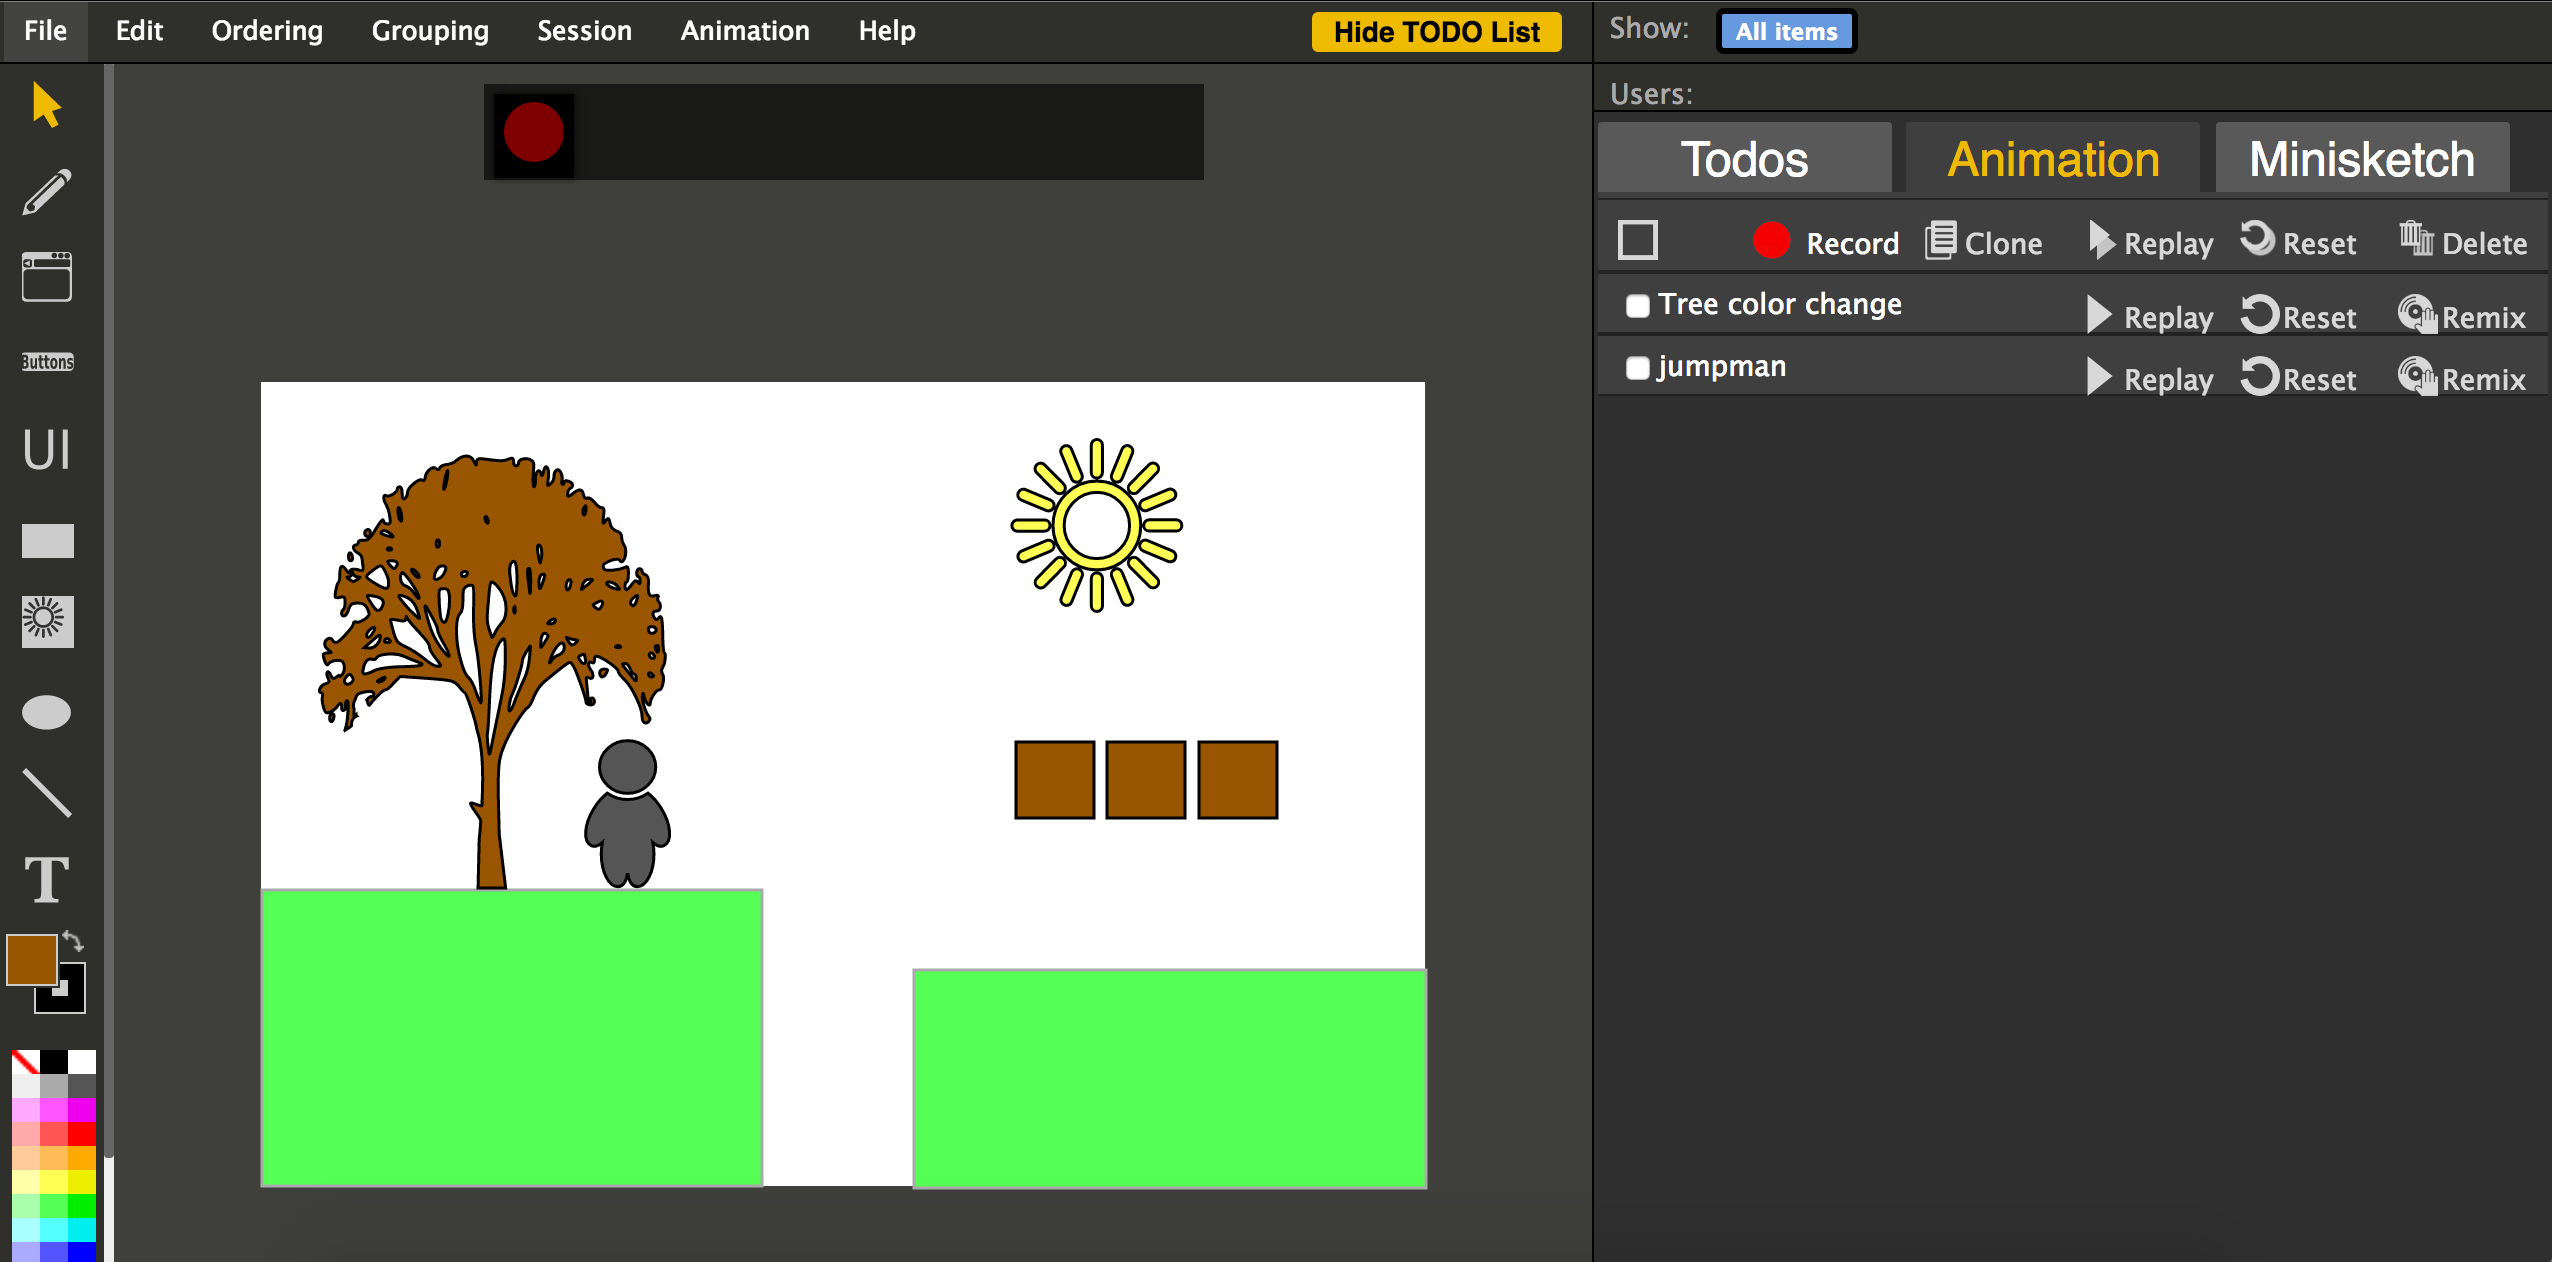 File Edit Ordering Grouping Session Animation Help Hide TODO List Show: All items
Users:
Todos Animation Minisketch
Record Clone Replay Reset Delete
Tree color change Replay Reset Remix
jumpman Replay Reset Remix
Buttons
UI
T